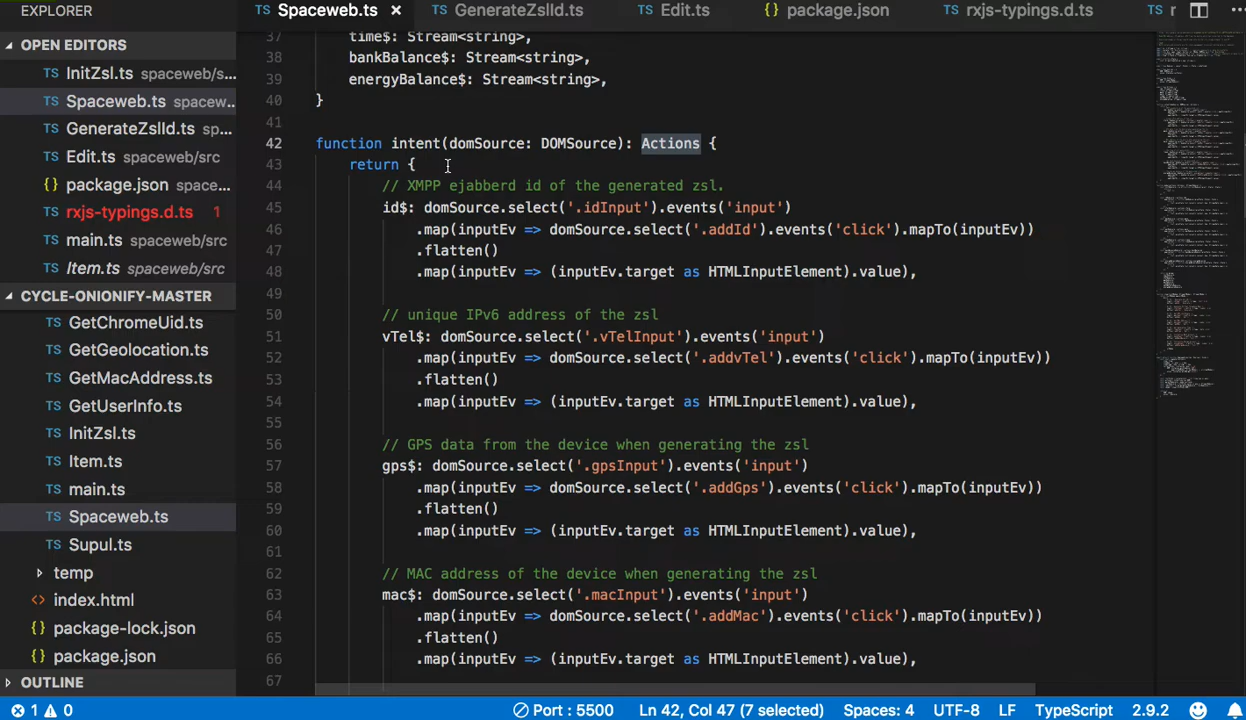 EXPLORER
TS Spaceweb.ts ×
TS GenerateZslId.ts
TS Edit.ts
{} package.json
TS rxjs-typings.d.ts
TS
OPEN EDITORS
TS InitZsl.ts spaceweb/s...
TS Spaceweb.ts spacew...
TS GenerateZslId.ts sp...
TS Edit.ts spaceweb/src
{} package.json spacew...
TS rxjs-typings.d.ts 1
TS main.ts spaceweb/src
TS Item.ts spaceweb/src
CYCLE-ONIONIFY-MASTER
TS GetChromeUid.ts
TS GetGeolocation.ts
TS GetMacAddress.ts
TS GetUserInfo.ts
TS InitZsl.ts
TS Item.ts
TS main.ts
TS Spaceweb.ts
TS Supul.ts
temp
<> index.html
{} package-lock.json
{} package.json
OUTLINE
37 time$: Stream<string>,
38 bankBalance$: Stream<string>,
39 energyBalance$: Stream<string>,
40 }
41
42 function intent(domSource: DOMSource): Actions {
43 return {
44 // XMPP ejabberd id of the generated zsl.
45 id$: domSource.select('.idInput').events('input')
46 .map(inputEv => domSource.select('.addId').events('click').mapTo(inputEv))
47 .flatten()
48 .map(inputEv => (inputEv.target as HTMLInputElement).value),
49
50 // unique IPv6 address of the zsl
51 vTel$: domSource.select('.vTelInput').events('input')
52 .map(inputEv => domSource.select('.addvTel').events('click').mapTo(inputEv))
53 .flatten()
54 .map(inputEv => (inputEv.target as HTMLInputElement).value),
55
56 // GPS data from the device when generating the zsl
57 gps$: domSource.select('.gpsInput').events('input')
58 .map(inputEv => domSource.select('.addGps').events('click').mapTo(inputEv))
59 .flatten()
60 .map(inputEv => (inputEv.target as HTMLInputElement).value),
61
62 // MAC address of the device when generating the zsl
63 mac$: domSource.select('.macInput').events('input')
64 .map(inputEv => domSource.select('.addMac').events('click').mapTo(inputEv))
65 .flatten()
66 .map(inputEv => (inputEv.target as HTMLInputElement).value),
67
1 0 Port : 5500 Ln 42, Col 47 (7 selected) Spaces: 4 UTF-8 LF TypeScript 2.9.2